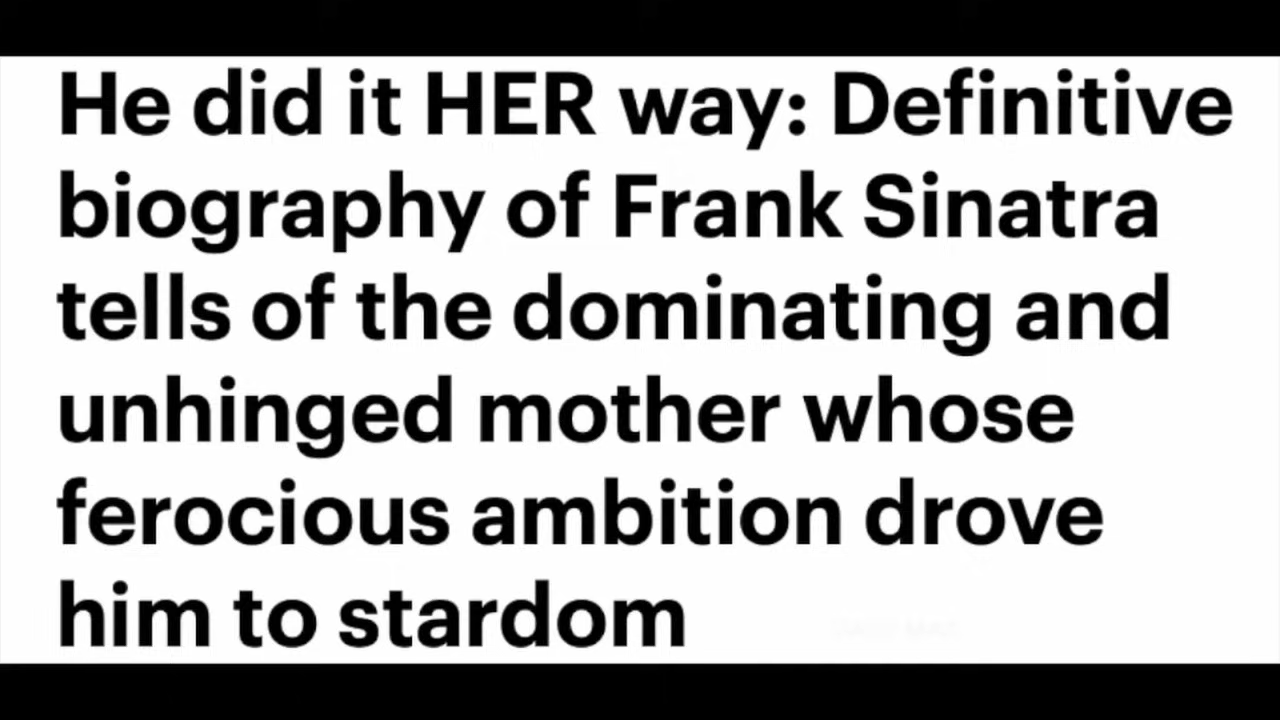 He did it HER way: Definitive
biography of Frank Sinatra
tells of the dominating and
unhinged mother whose
ferocious ambition drove
him to stardom